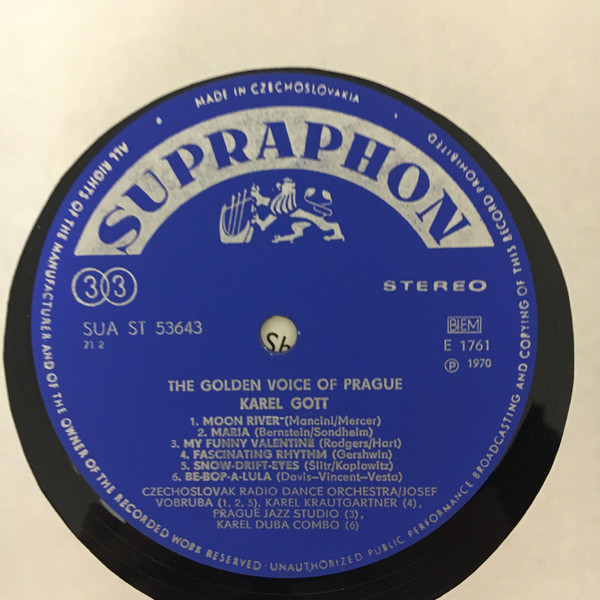 MADE IN CZECHOSLOVAKIA
SUPRAPHON
33
STEREO
SUA ST 53643
21 2
BIEM
E 1761
Ⓟ 1970
THE GOLDEN VOICE OF PRAGUE
KAREL GOTT
1. MOON RIVER-(Mancini/Mercer)
2. MARIA (Bernstein/Sondheim)
3. MY FUNNY VALENTINE (Rodgers/Hart)
4. FASCINATING RHYTHM (Gershwin)
5. SNOW-DRIFT-EYES (Slitr/Koplowitz)
6. BE-BOP-A-LULA (Davis-Vincent-Vesta)
CZECHOSLOVAK RADIO DANCE ORCHESTRA/JOSEF
VOBRUBA (1, 2, 5), KAREL KRAUTGARTNER (4),
PRAGUE JAZZ STUDIO (3),
KAREL DUBA COMBO (6)
ALL RIGHTS OF THE MANUFACTURER AND OF THE OWNER OF THE RECORDED WORK RESERVED · UNAUTHORIZED PUBLIC PERFORMANCE BROADCASTING AND COPYING OF THIS RECORD PROHIBITED